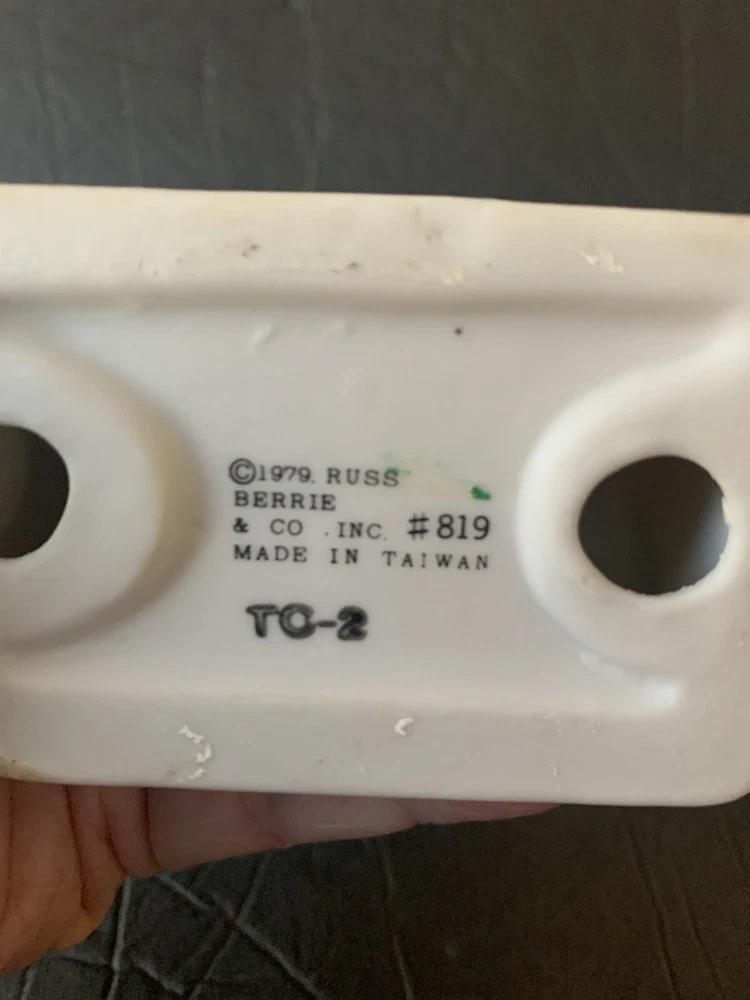 ©1979. RUSS
BERRIE
& CO . INC. #819
MADE IN TAIWAN
TC-2